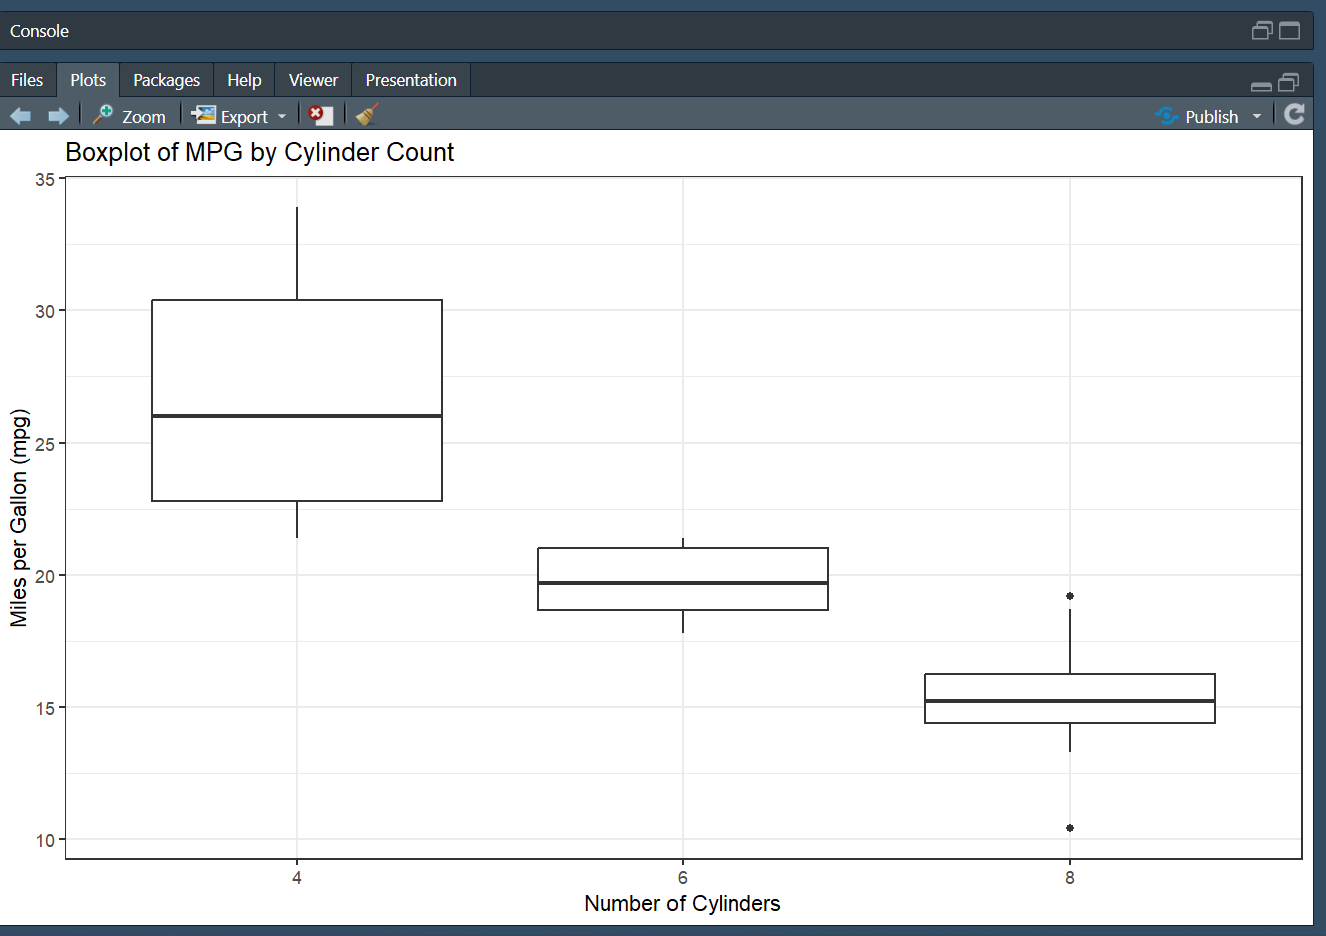 Console
Files Plots Packages Help Viewer Presentation
Zoom Export Publish
Boxplot of MPG by Cylinder Count
Miles per Gallon (mpg)
35
30
25
20
15
10
4 6 8
Number of Cylinders